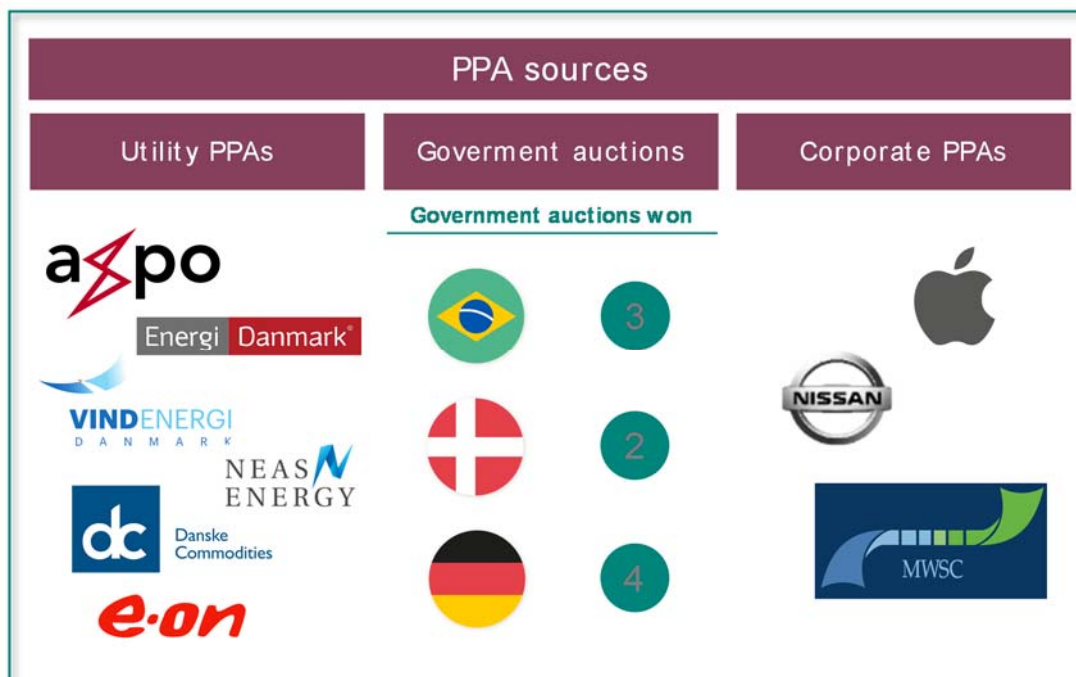 PPA sources
Utility PPAs
Goverment auctions
Corporate PPAs
Government auctions won
axpo
Energi Danmark®
VINDENERGI
DANMARK
NEAS
ENERGY
dc
Danske
Commodities
e·on
3
2
4
NISSAN
MWSC